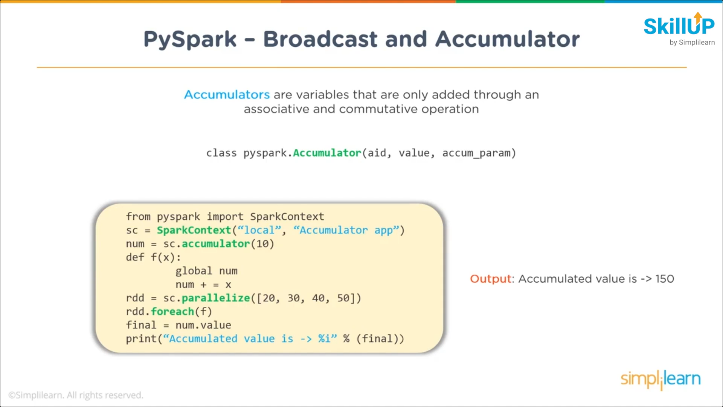 PySpark – Broadcast and Accumulator
SkillUP
by Simplilearn
Accumulators are variables that are only added through an
associative and commutative operation
class pyspark.Accumulator(aid, value, accum_param)
from pyspark import SparkContext
sc = SparkContext(“local”, “Accumulator app”)
num = sc.accumulator(10)
def f(x):
global num
num + = x
rdd = sc.parallelize([20, 30, 40, 50])
rdd.foreach(f)
final = num.value
print(“Accumulated value is -> %i” % (final))
Output: Accumulated value is -> 150
simplilearn
©Simplilearn. All rights reserved.